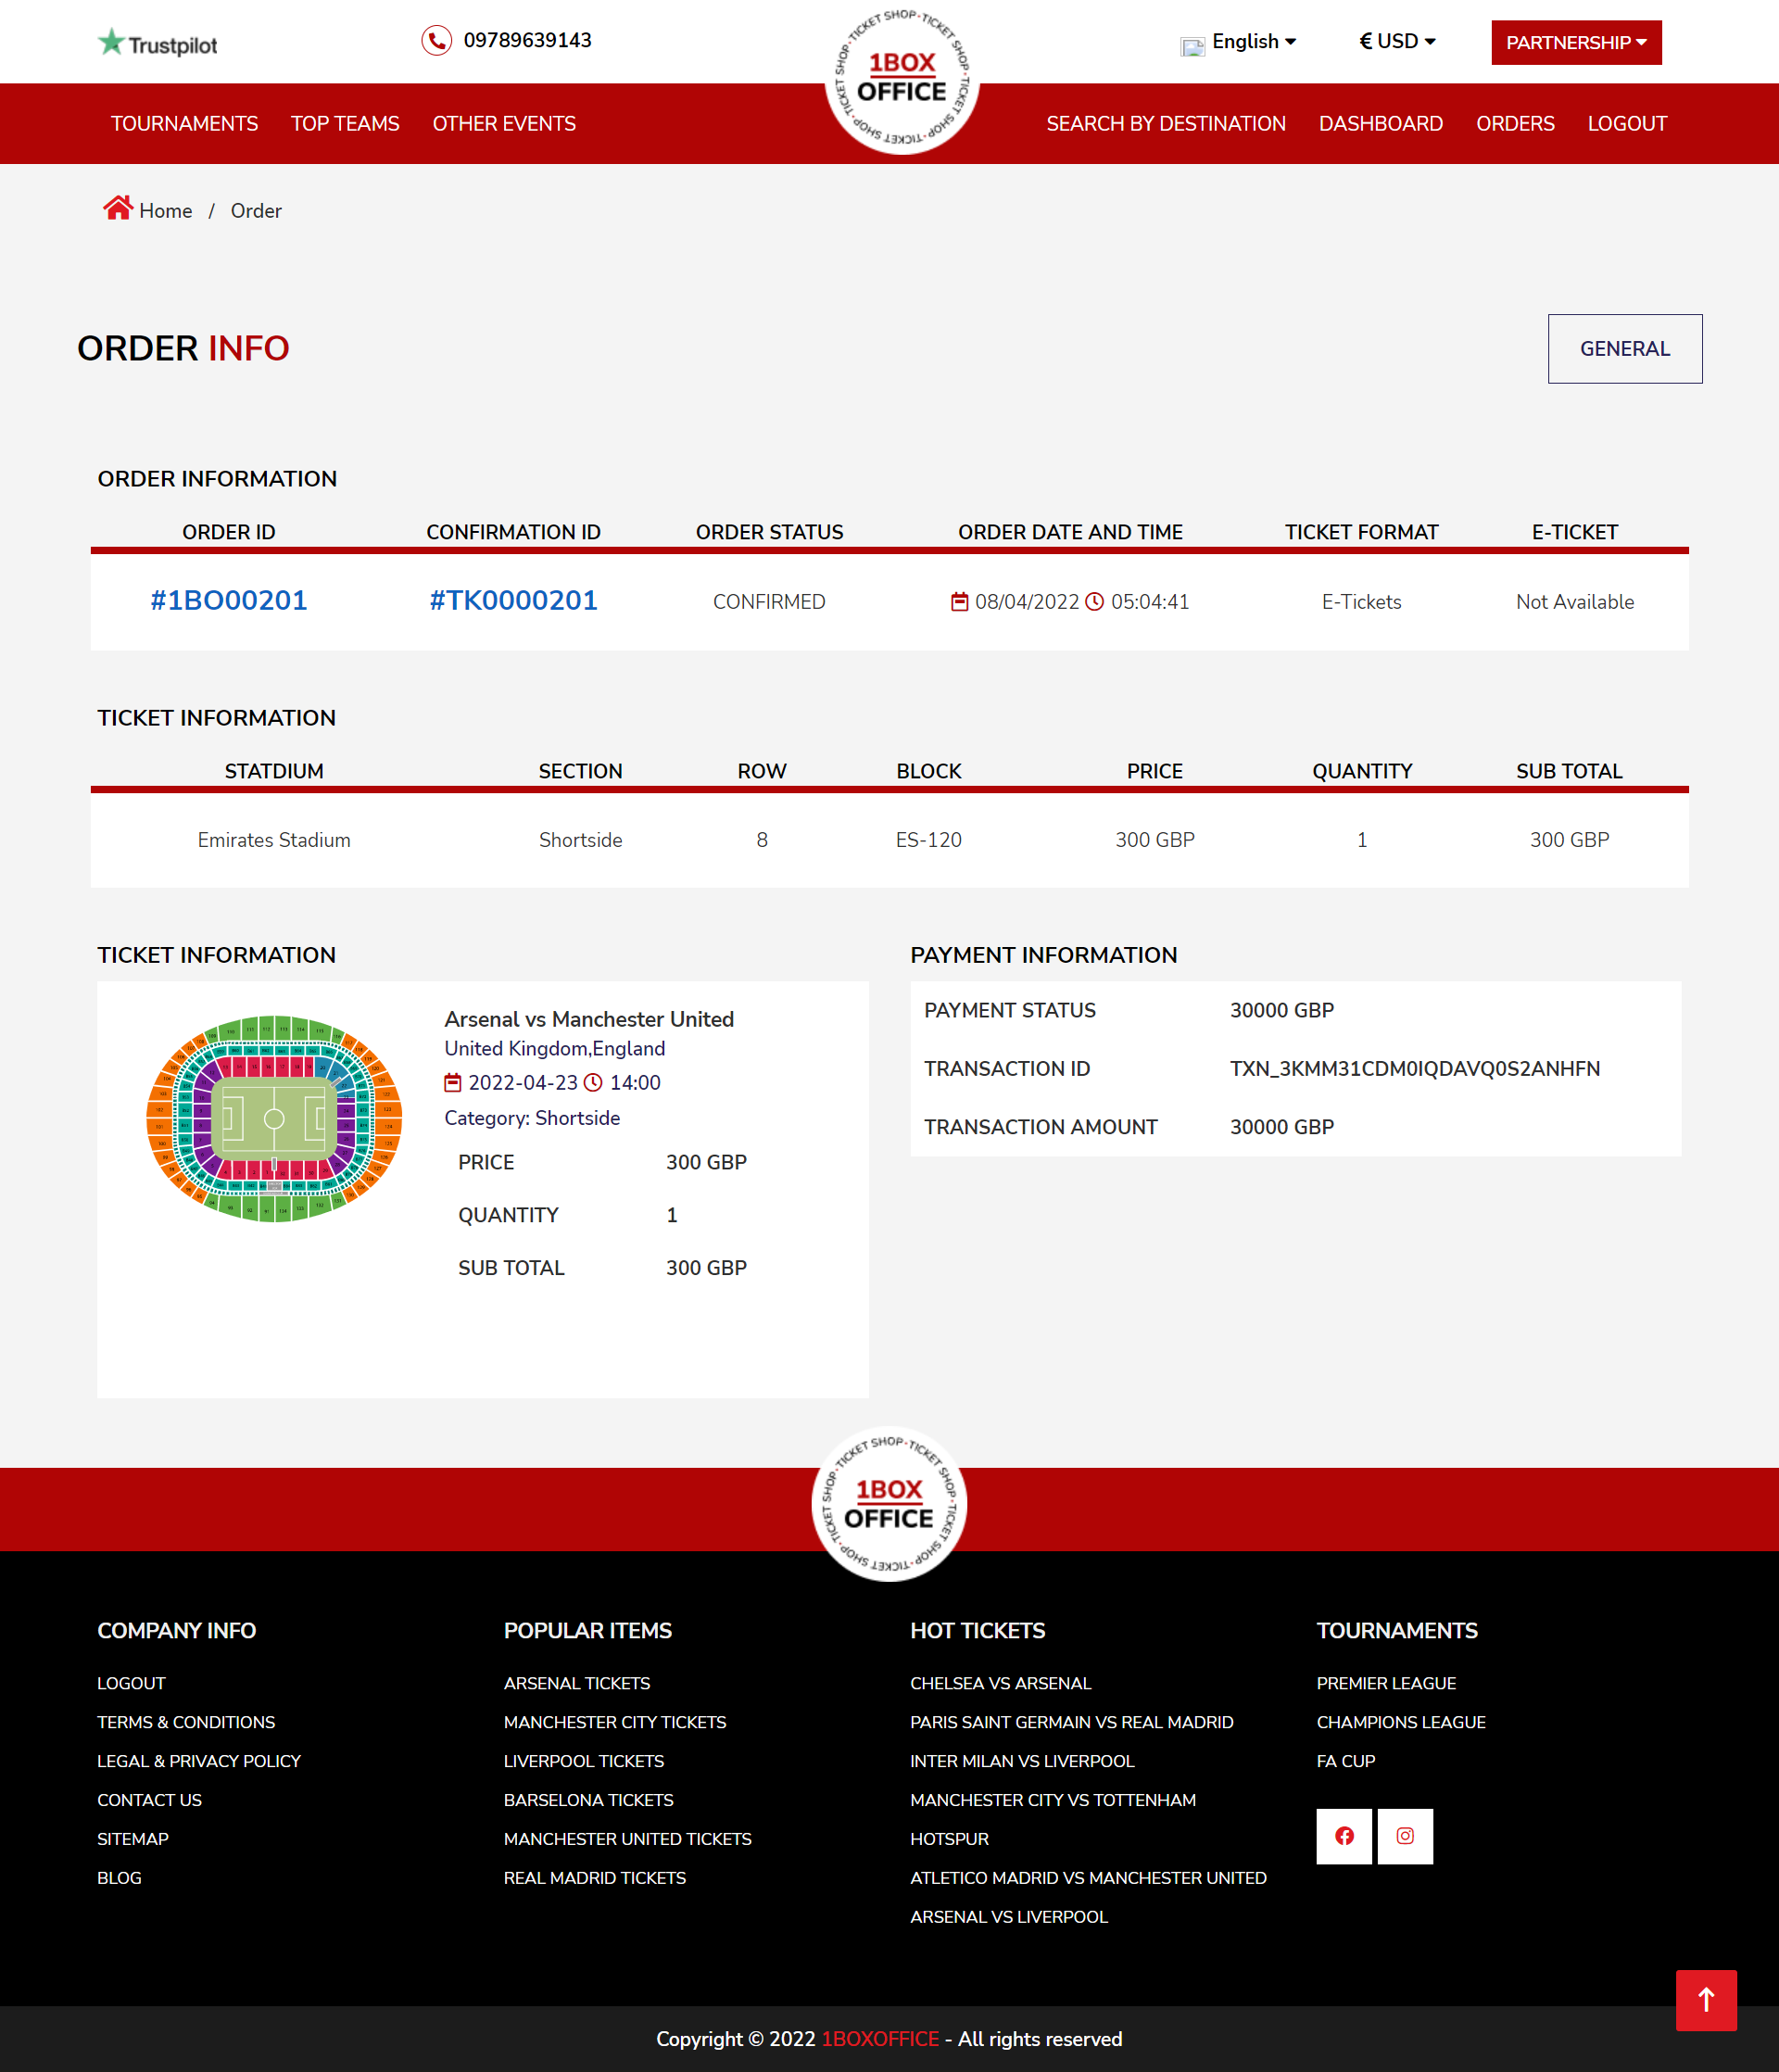 Trustpilot
09789639143
TICKET SHOP·TICKET SHOP·TICKET SHOP·TICKET SHOP·
1BOX
OFFICE
English
€ USD
PARTNERSHIP
TOURNAMENTS
TOP TEAMS
OTHER EVENTS
SEARCH BY DESTINATION
DASHBOARD
ORDERS
LOGOUT
Home / Order
ORDER INFO
GENERAL
ORDER INFORMATION
ORDER ID CONFIRMATION ID ORDER STATUS ORDER DATE AND TIME TICKET FORMAT E-TICKET
#1BO00201 #TK0000201 CONFIRMED 08/04/2022 05:04:41 E-Tickets Not Available
TICKET INFORMATION
STATDIUM SECTION ROW BLOCK PRICE QUANTITY SUB TOTAL
Emirates Stadium Shortside 8 ES-120 300 GBP 1 300 GBP
TICKET INFORMATION
Arsenal vs Manchester United
United Kingdom,England
2022-04-23 14:00
Category: Shortside
PRICE 300 GBP
QUANTITY 1
SUB TOTAL 300 GBP
PAYMENT INFORMATION
PAYMENT STATUS 30000 GBP
TRANSACTION ID TXN_3KMM31CDM0IQDAVQ0S2ANHFN
TRANSACTION AMOUNT 30000 GBP
TICKET SHOP·TICKET SHOP·TICKET SHOP·TICKET SHOP·
1BOX
OFFICE
COMPANY INFO
LOGOUT
TERMS & CONDITIONS
LEGAL & PRIVACY POLICY
CONTACT US
SITEMAP
BLOG
POPULAR ITEMS
ARSENAL TICKETS
MANCHESTER CITY TICKETS
LIVERPOOL TICKETS
BARSELONA TICKETS
MANCHESTER UNITED TICKETS
REAL MADRID TICKETS
HOT TICKETS
CHELSEA VS ARSENAL
PARIS SAINT GERMAIN VS REAL MADRID
INTER MILAN VS LIVERPOOL
MANCHESTER CITY VS TOTTENHAM
HOTSPUR
ATLETICO MADRID VS MANCHESTER UNITED
ARSENAL VS LIVERPOOL
TOURNAMENTS
PREMIER LEAGUE
CHAMPIONS LEAGUE
FA CUP
Copyright © 2022 1BOXOFFICE - All rights reserved